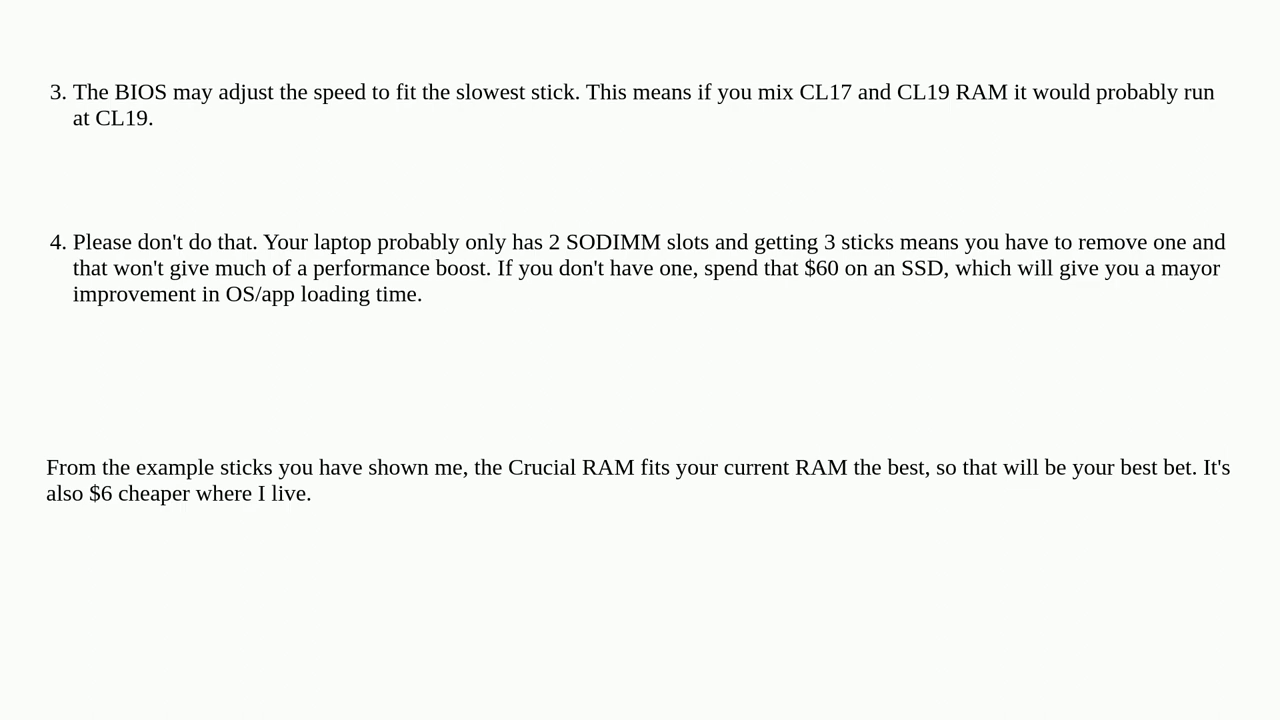 3. The BIOS may adjust the speed to fit the slowest stick. This means if you mix CL17 and CL19 RAM it would probably run
at CL19.
4. Please don't do that. Your laptop probably only has 2 SODIMM slots and getting 3 sticks means you have to remove one and
that won't give much of a performance boost. If you don't have one, spend that $60 on an SSD, which will give you a mayor
improvement in OS/app loading time.
From the example sticks you have shown me, the Crucial RAM fits your current RAM the best, so that will be your best bet. It's
also $6 cheaper where I live.